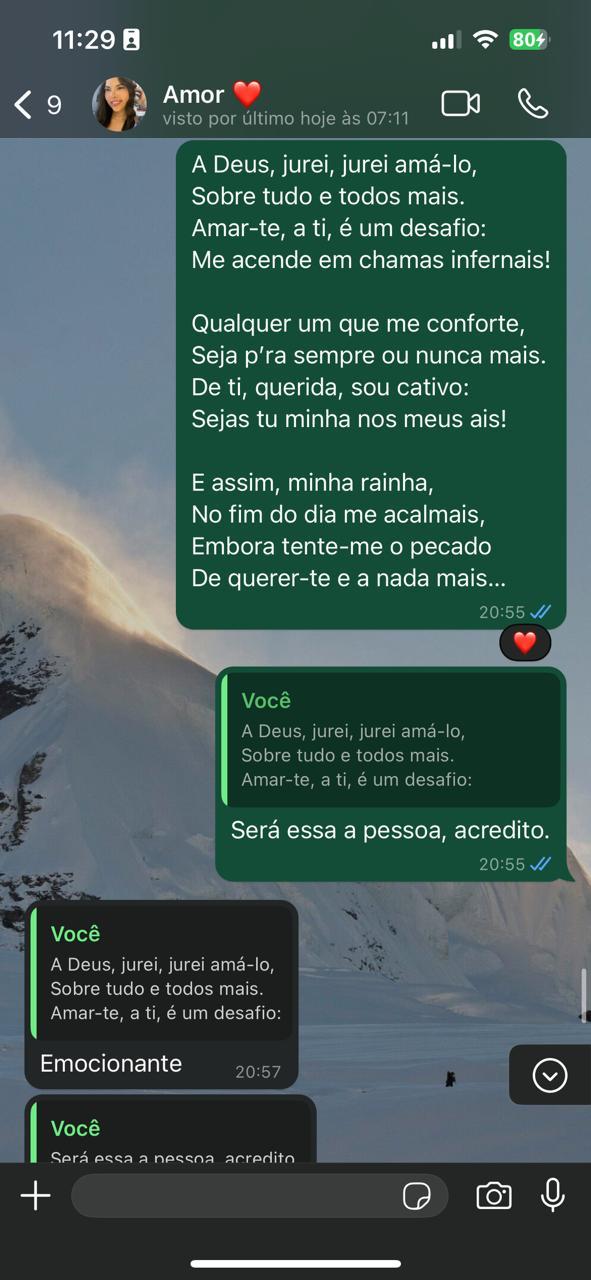 11:29
80
9
Amor ❤️
visto por último hoje às 07:11
A Deus, jurei, jurei amá-lo,
Sobre tudo e todos mais.
Amar-te, a ti, é um desafio:
Me acende em chamas infernais!
Qualquer um que me conforte,
Seja p’ra sempre ou nunca mais.
De ti, querida, sou cativo:
Sejas tu minha nos meus ais!
E assim, minha rainha,
No fim do dia me acalmais,
Embora tente-me o pecado
De querer-te e a nada mais...
20:55
❤️
Você
A Deus, jurei, jurei amá-lo,
Sobre tudo e todos mais.
Amar-te, a ti, é um desafio:
Será essa a pessoa, acredito.
20:55
Você
A Deus, jurei, jurei amá-lo,
Sobre tudo e todos mais.
Amar-te, a ti, é um desafio:
Emocionante
20:57
Você
Será essa a pessoa, acredito